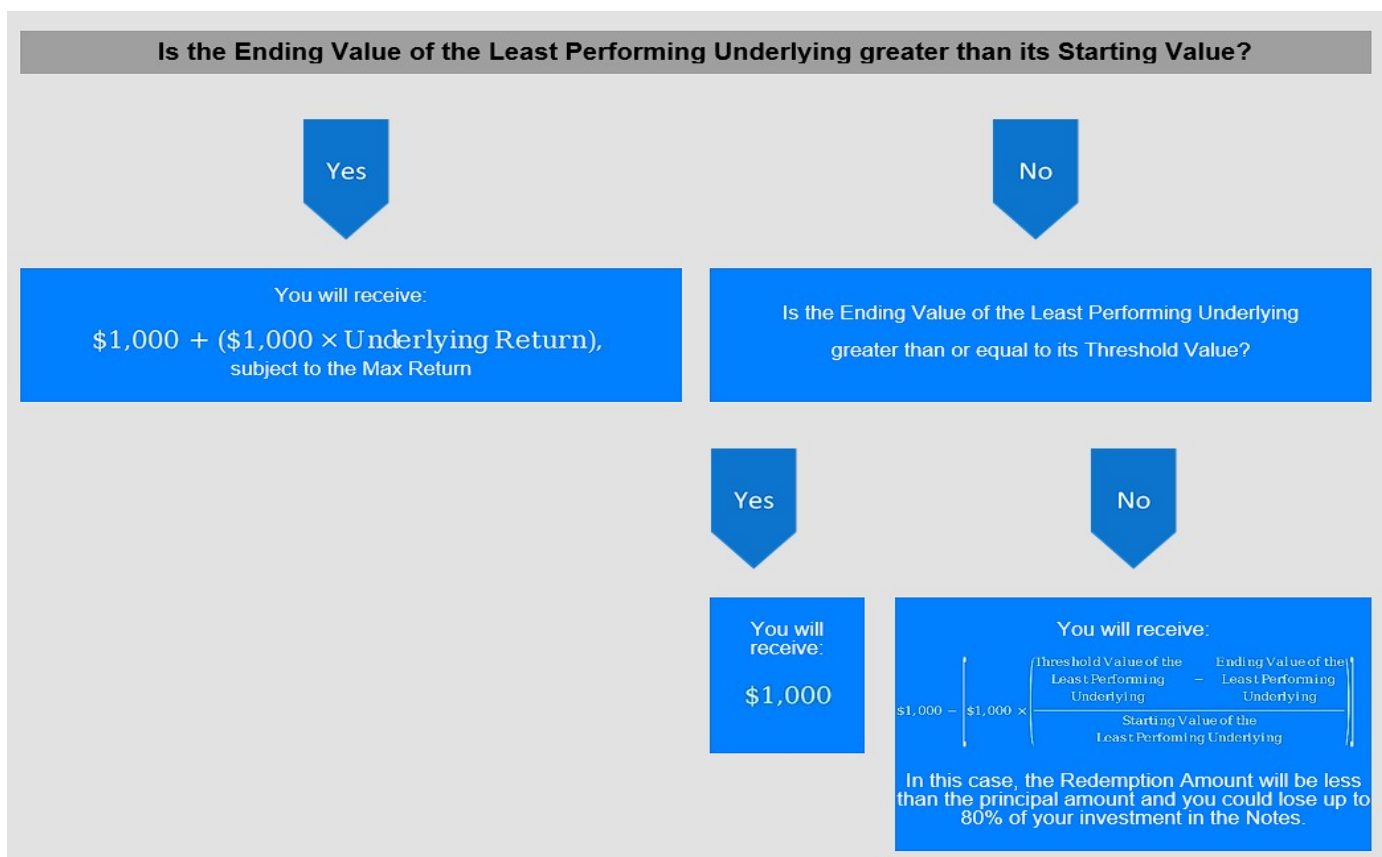 Is the Ending Value of the Least Performing Underlying greater than its Starting Value?
Yes
No
You will receive:
$1,000 + ($1,000 × Underlying Return),
subject to the Max Return
Is the Ending Value of the Least Performing Underlying
greater than or equal to its Threshold Value?
Yes
No
You will
receive:
$1,000
You will receive:
$1,000 − [$1,000 × (
Threshold Value of the
Least Performing
Underlying
−
Ending Value of the
Least Performing
Underlying
Starting Value of the
Least Perfoming Underlying
)]
In this case, the Redemption Amount will be less
than the principal amount and you could lose up to
80% of your investment in the Notes.